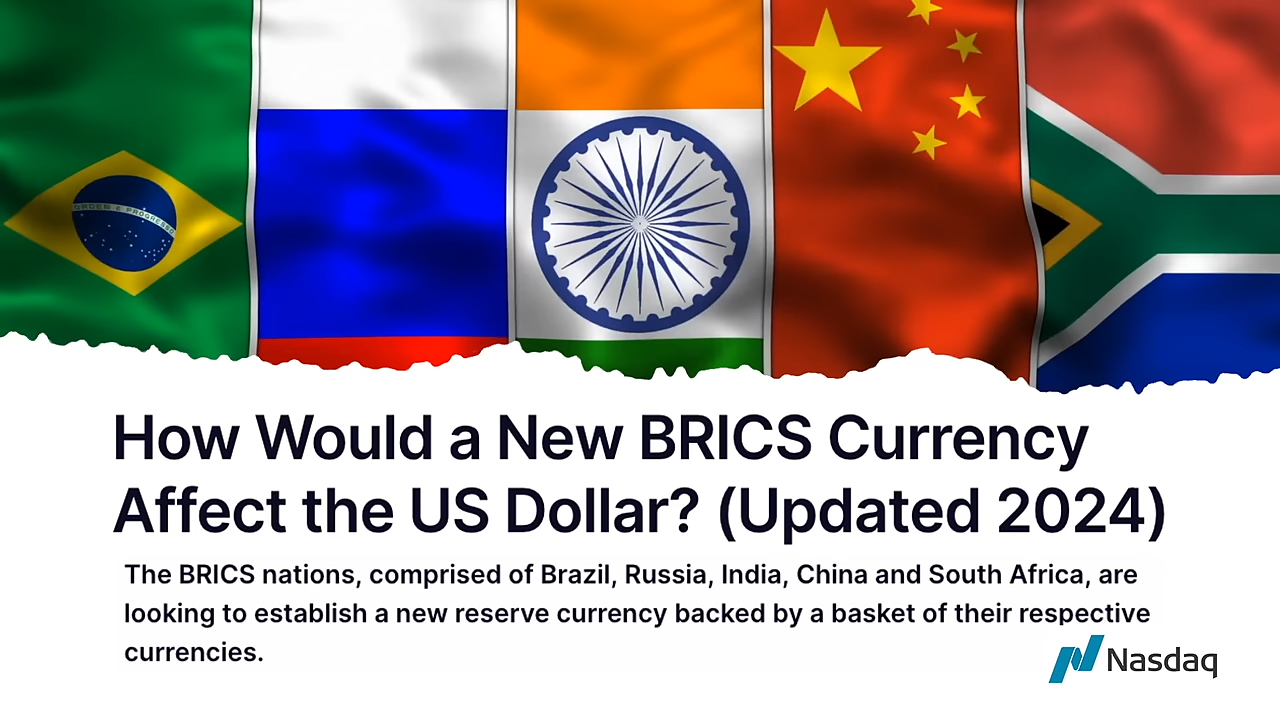 ORDEM E PROGRESSO
How Would a New BRICS Currency
Affect the US Dollar? (Updated 2024)
The BRICS nations, comprised of Brazil, Russia, India, China and South Africa, are
looking to establish a new reserve currency backed by a basket of their respective
currencies.
Nasdaq